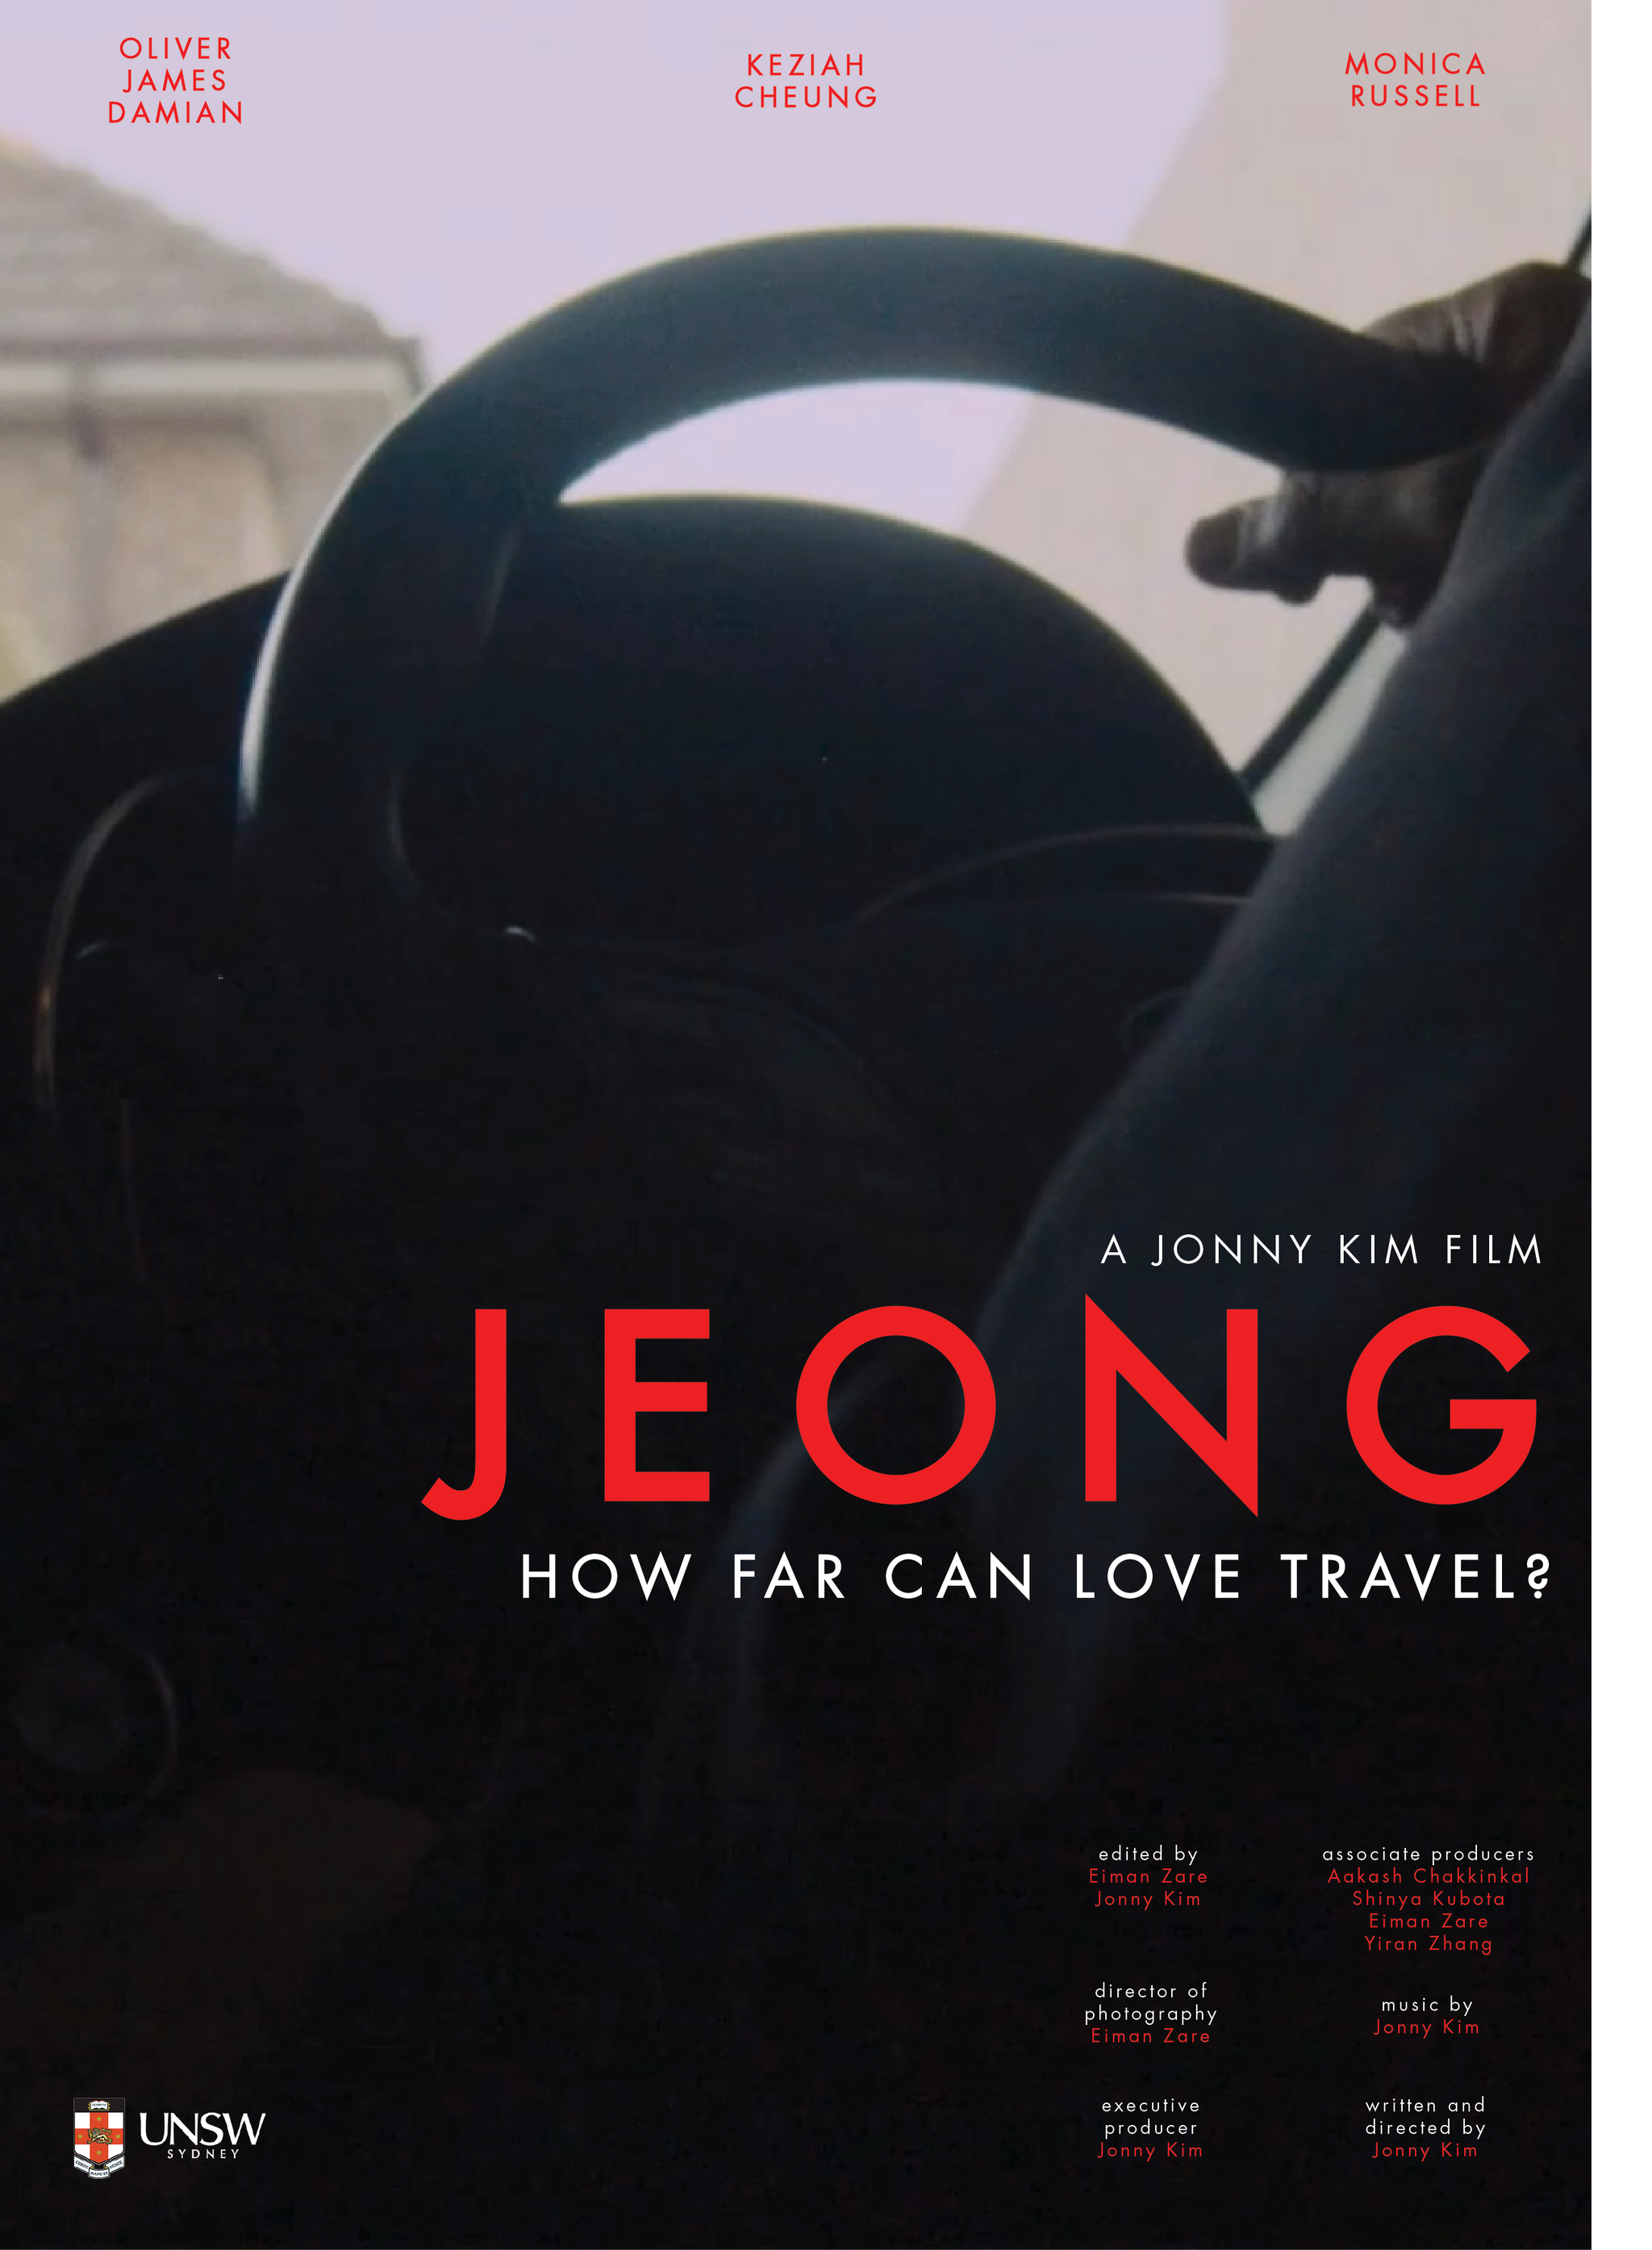 OLIVER
JAMES
DAMIAN
KEZIAH
CHEUNG
MONICA
RUSSELL
A JONNY KIM FILM
JEONG
HOW FAR CAN LOVE TRAVEL?
edited by
Eiman Zare
Jonny Kim
associate producers
Aakash Chakkinkal
Shinya Kubota
Eiman Zare
Yiran Zhang
director of
photography
Eiman Zare
music by
Jonny Kim
executive
producer
Jonny Kim
written and
directed by
Jonny Kim
UNSW
SYDNEY